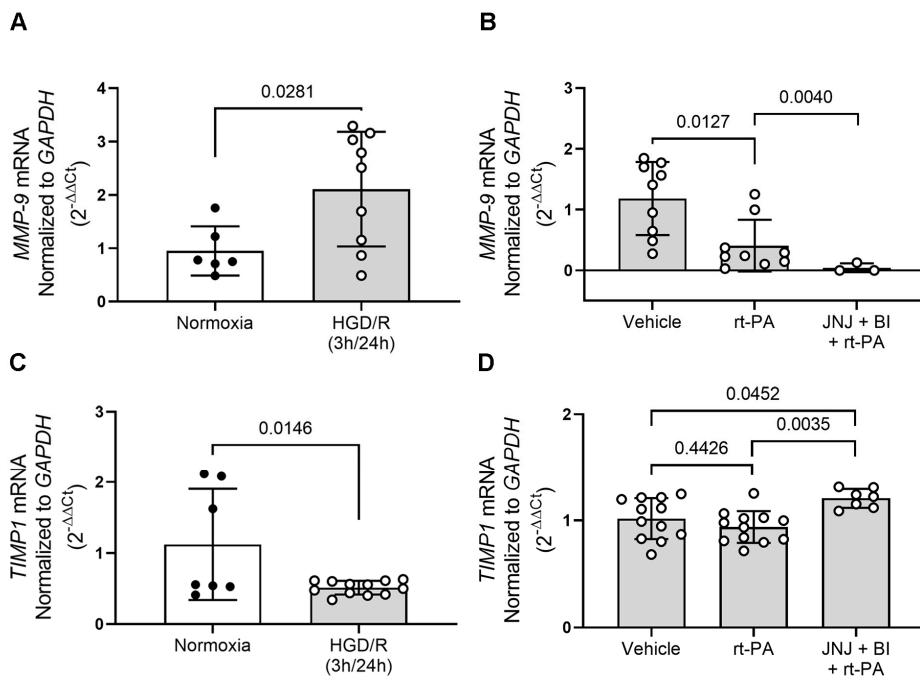 A
MMP-9 mRNA
Normalized to GAPDH
(2^-ΔΔCt)
4
3
2
1
0
0.0281
Normoxia
HGD/R
(3h/24h)
B
MMP-9 mRNA
Normalized to GAPDH
(2^-ΔΔCt)
3
2
1
0
0.0127
0.0040
Vehicle
rt-PA
JNJ + BI
+ rt-PA
C
TIMP1 mRNA
Normalized to GAPDH
(2^-ΔΔCt)
3
2
1
0
0.0146
Normoxia
HGD/R
(3h/24h)
D
TIMP1 mRNA
Normalized to GAPDH
(2^-ΔΔCt)
2
1
0
0.0452
0.0035
0.4426
Vehicle
rt-PA
JNJ + BI
+ rt-PA